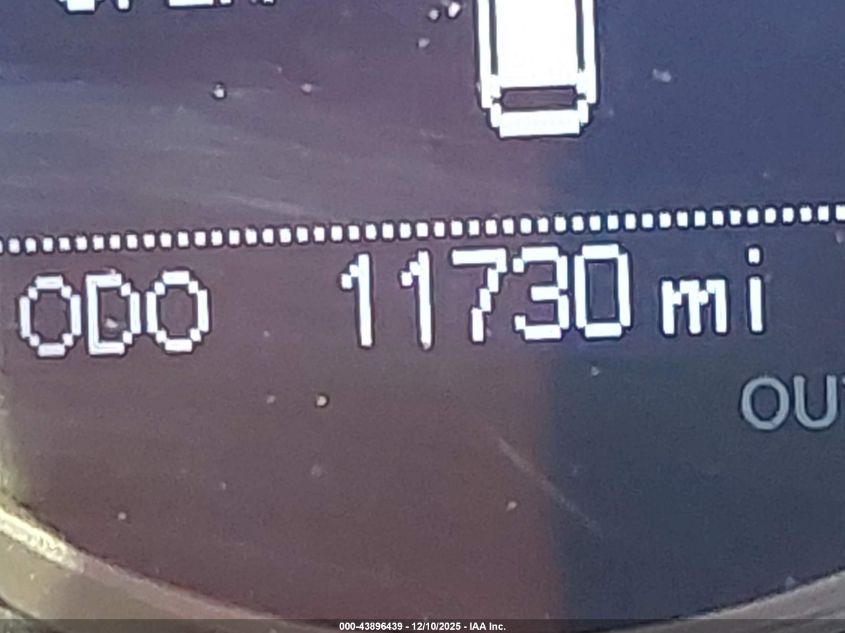 ODO 11730 mi
OU
000-43896439 - 12/10/2025 - IAA Inc.